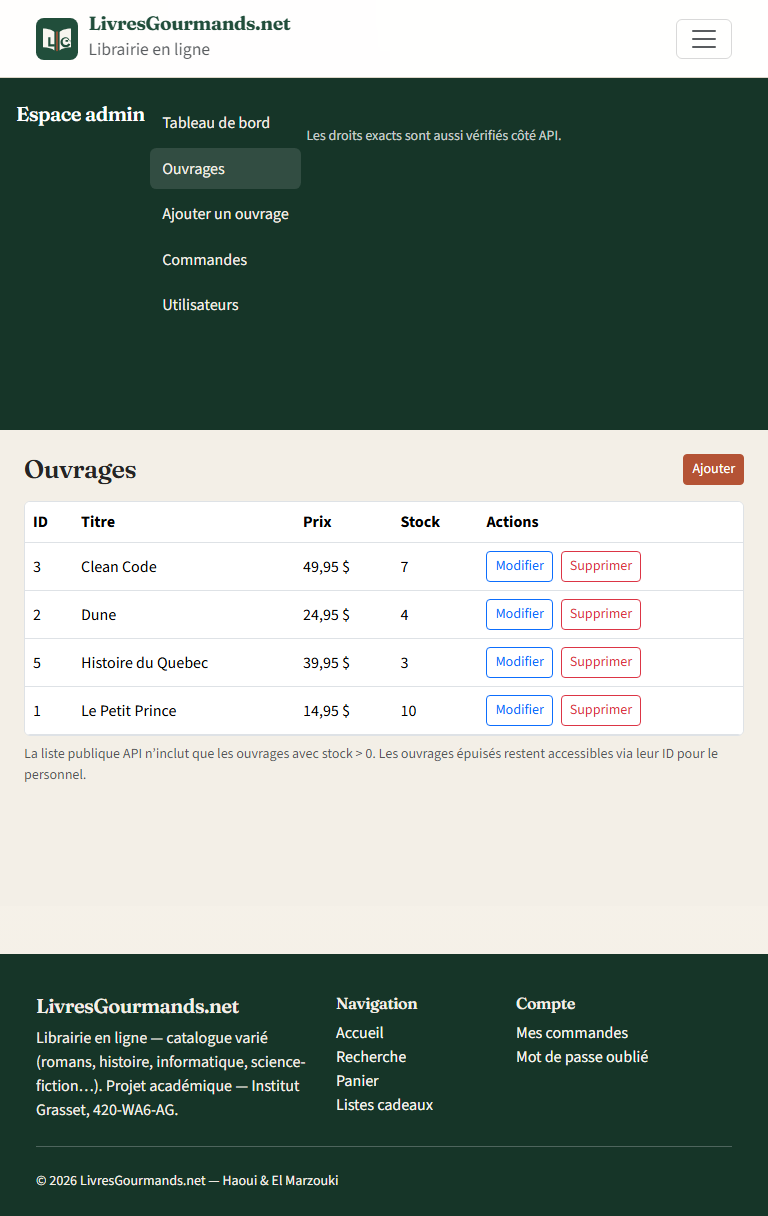 LivresGourmands.net
Librairie en ligne
Espace admin
Tableau de bord
Ouvrages
Ajouter un ouvrage
Commandes
Utilisateurs
Les droits exacts sont aussi vérifiés côté API.
Ouvrages
Ajouter
ID Titre Prix Stock Actions
3 Clean Code 49,95 $ 7 Modifier Supprimer
2 Dune 24,95 $ 4 Modifier Supprimer
5 Histoire du Quebec 39,95 $ 3 Modifier Supprimer
1 Le Petit Prince 14,95 $ 10 Modifier Supprimer
La liste publique API n'inclut que les ouvrages avec stock > 0. Les ouvrages épuisés restent accessibles via leur ID pour le
personnel.
LivresGourmands.net
Librairie en ligne — catalogue varié
(romans, histoire, informatique, science-
fiction…). Projet académique — Institut
Grasset, 420-WA6-AG.
Navigation
Accueil
Recherche
Panier
Listes cadeaux
Compte
Mes commandes
Mot de passe oublié
© 2026 LivresGourmands.net — Haoui & El Marzouki